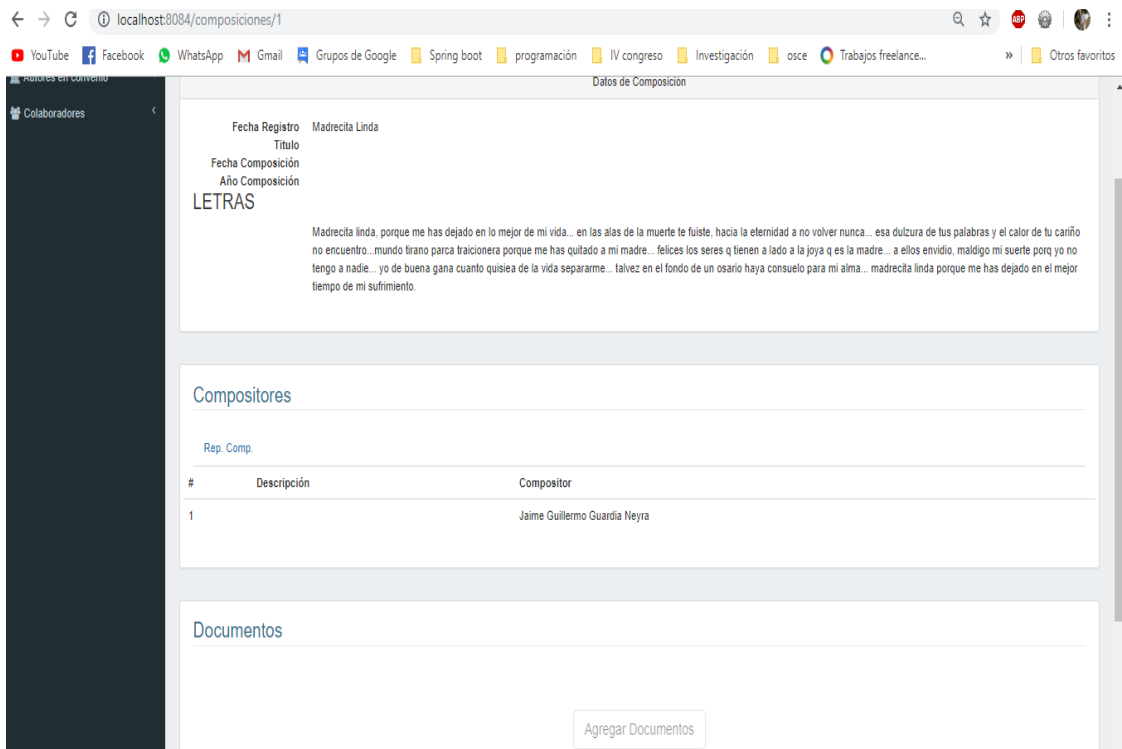 localhost:8084/composiciones/1
ABP
YouTube Facebook WhatsApp Gmail Grupos de Google Spring boot programación IV congreso Investigación osce Trabajos freelance... » Otros favoritos
Autores en Convenio
Datos de Composición
Colaboradores
Fecha Registro Madrecita Linda
Titulo
Fecha Composición
Año Composición
LETRAS
Madrecita linda, porque me has dejado en lo mejor de mi vida... en las alas de la muerte te fuiste, hacia la eternidad a no volver nunca... esa dulzura de tus palabras y el calor de tu cariño
no encuentro...mundo tirano parca traicionera porque me has quitado a mi madre... felices los seres q tienen a lado a la joya q es la madre... a ellos envidio, maldigo mi suerte porq yo no
tengo a nadie... yo de buena gana cuanto quisiea de la vida separarme... talvez en el fondo de un osario haya consuelo para mi alma... madrecita linda porque me has dejado en el mejor
tiempo de mi sufrimiento.
Compositores
Rep. Comp.
# Descripción Compositor
1 Jaime Guillermo Guardia Neyra
Documentos
Agregar Documentos